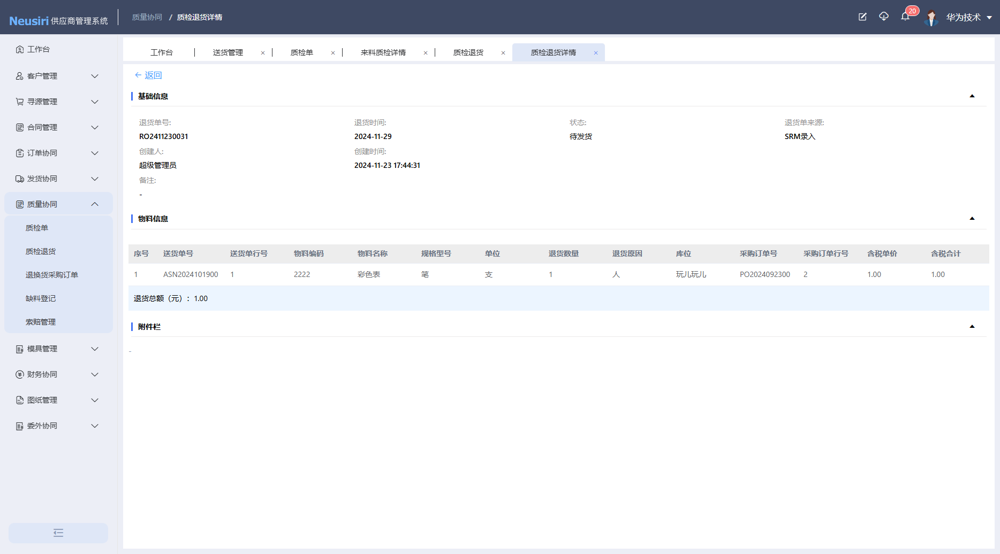 Neusiri 供应商管理系统
质量协同 / 质检退货详情
20
华为技术
工作台
客户管理
寻源管理
合同管理
订单协同
发货协同
质量协同
质检单
质检退货
退换货采购订单
缺料登记
索赔管理
模具管理
财务协同
图纸管理
委外协同
工作台 送货管理 × 质检单 × 来料质检详情 × 质检退货 × 质检退货详情 ×
← 返回
基础信息
退货单号: 退货时间: 状态: 退货单来源:
RO2411230031 2024-11-29 待发货 SRM录入
创建人: 创建时间:
超级管理员 2024-11-23 17:44:31
备注:
-
物料信息
序号 送货单号 送货单行号 物料编码 物料名称 规格型号 单位 退货数量 退货原因 库位 采购订单号 采购订单行号 含税单价 含税合计
1 ASN2024101900 1 2222 彩色表 笔 支 1 人 玩儿玩儿 PO2024092300 2 1.00 1.00
退货总额（元）：1.00
附件栏
-